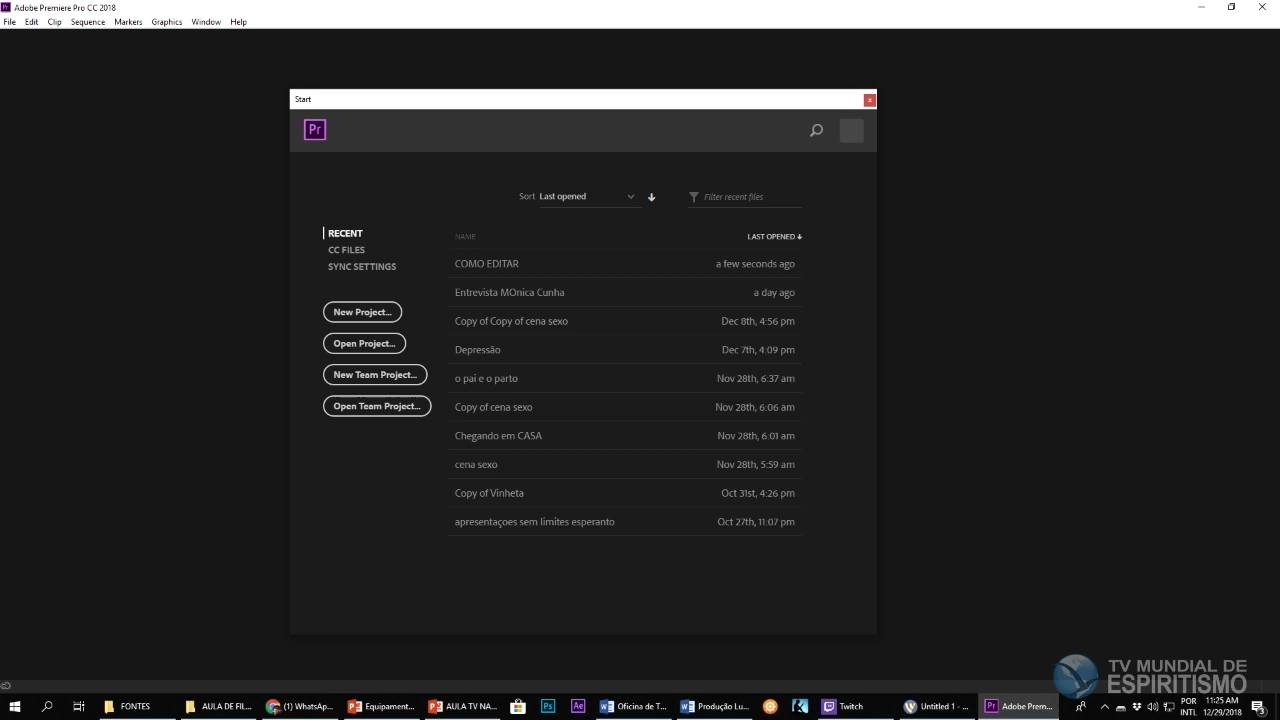 Adobe Premiere Pro CC 2018
File Edit Clip Sequence Markers Graphics Window Help
Start
Pr
Sort Last opened Filter recent files
RECENT
CC FILES
SYNC SETTINGS
New Project...
Open Project...
New Team Project...
Open Team Project...
NAME LAST OPENED
COMO EDITAR a few seconds ago
Entrevista MOnica Cunha a day ago
Copy of Copy of cena sexo Dec 8th, 4:56 pm
Depressão Dec 7th, 4:09 pm
o pai e o parto Nov 28th, 6:37 am
Copy of cena sexo Nov 28th, 6:06 am
Chegando em CASA Nov 28th, 6:01 am
cena sexo Nov 28th, 5:59 am
Copy of Vinheta Oct 31st, 4:26 pm
apresentaçoes sem limites esperanto Oct 27th, 11:07 pm
TV MUNDIAL DE
ESPIRITISMO
FONTES AULA DE FIL... (1) WhatsAp... Equipament... AULA TV NA... Ps Ae Oficina de T... Produção Lu... Twitch Untitled 1 - ... Adobe Prem...
POR 11:25 AM
INTL 12/29/2018